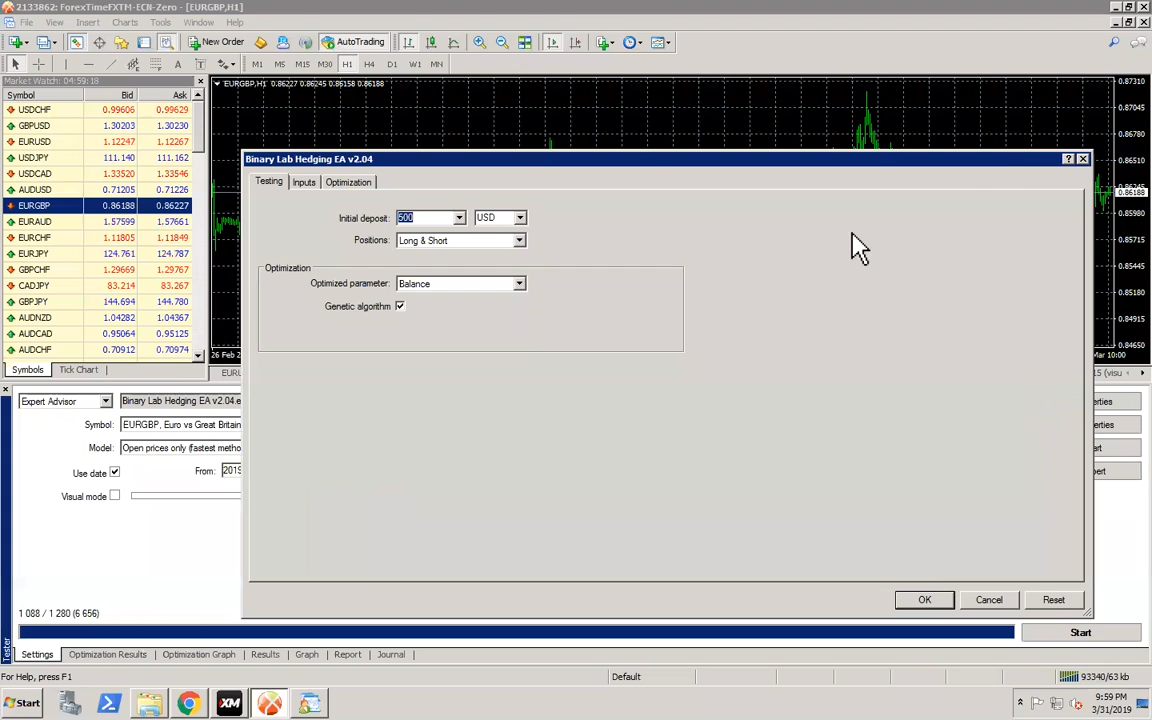 2133862: ForexTimeFXTM-ECN-Zero - [EURGBP,H1]
File View Insert Charts Tools Window Help
New Order AutoTrading
A T M1 M5 M15 M30 H1 H4 D1 W1 MN
Market Watch: 04:59:18
Symbol Bid Ask
USDCHF 0.99606 0.99629
GBPUSD 1.30203 1.30230
EURUSD 1.12247 1.12267
USDJPY 111.140 111.162
USDCAD 1.33520 1.33546
AUDUSD 0.71205 0.71226
EURGBP 0.86188 0.86227
EURAUD 1.57599 1.57661
EURCHF 1.11805 1.11849
EURJPY 124.761 124.787
GBPCHF 1.29669 1.29767
CADJPY 83.214 83.267
GBPJPY 144.694 144.780
AUDNZD 1.04282 1.04367
AUDCAD 0.95064 0.95125
AUDCHF 0.70912 0.70974
Symbols Tick Chart
EURGBP,H1 0.86227 0.86245 0.86158 0.86188
0.87310
0.87045
0.86780
0.86510
0.86245
0.86188
0.85980
0.85715
0.85445
0.85180
0.84915
0.84650
26 Feb 2
Mar 10:00
Binary Lab Hedging EA v2.04
Testing Inputs Optimization
Initial deposit: 500 USD
Positions: Long & Short
Optimization
Optimized parameter: Balance
Genetic algorithm
OK Cancel Reset
Expert Advisor Binary Lab Hedging EA v2.04.e
Symbol: EURGBP, Euro vs Great Britain
Model: Open prices only (fastest metho
Use date From: 2019
Visual mode
1 088 / 1 280 (6 656)
Start
Tester
Settings Optimization Results Optimization Graph Results Graph Report Journal
For Help, press F1 Default 93340/63 kb
Start XM 9:59 PM
3/31/2019